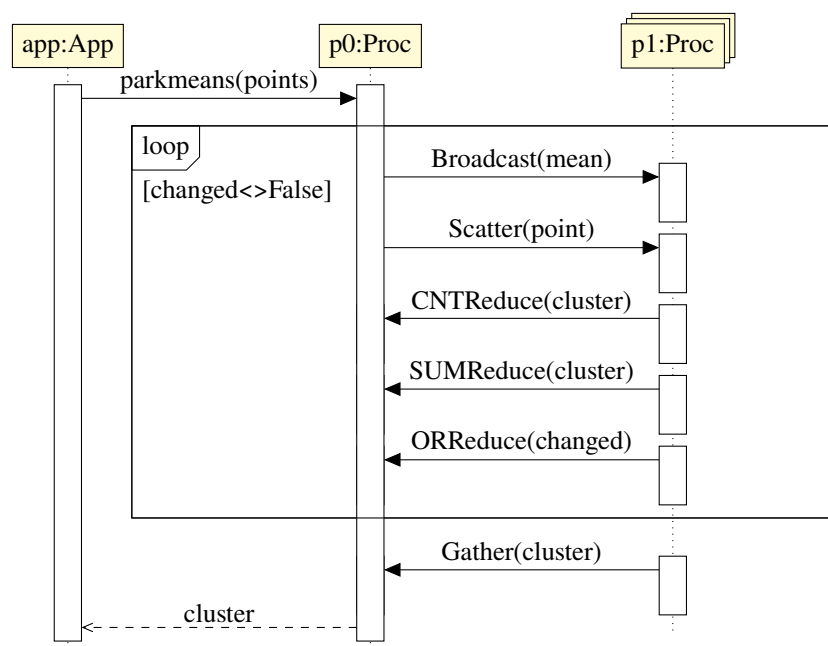 app:App
p0:Proc
p1:Proc
parkmeans(points)
loop
[changed<>False]
Broadcast(mean)
Scatter(point)
CNTReduce(cluster)
SUMReduce(cluster)
ORReduce(changed)
Gather(cluster)
cluster